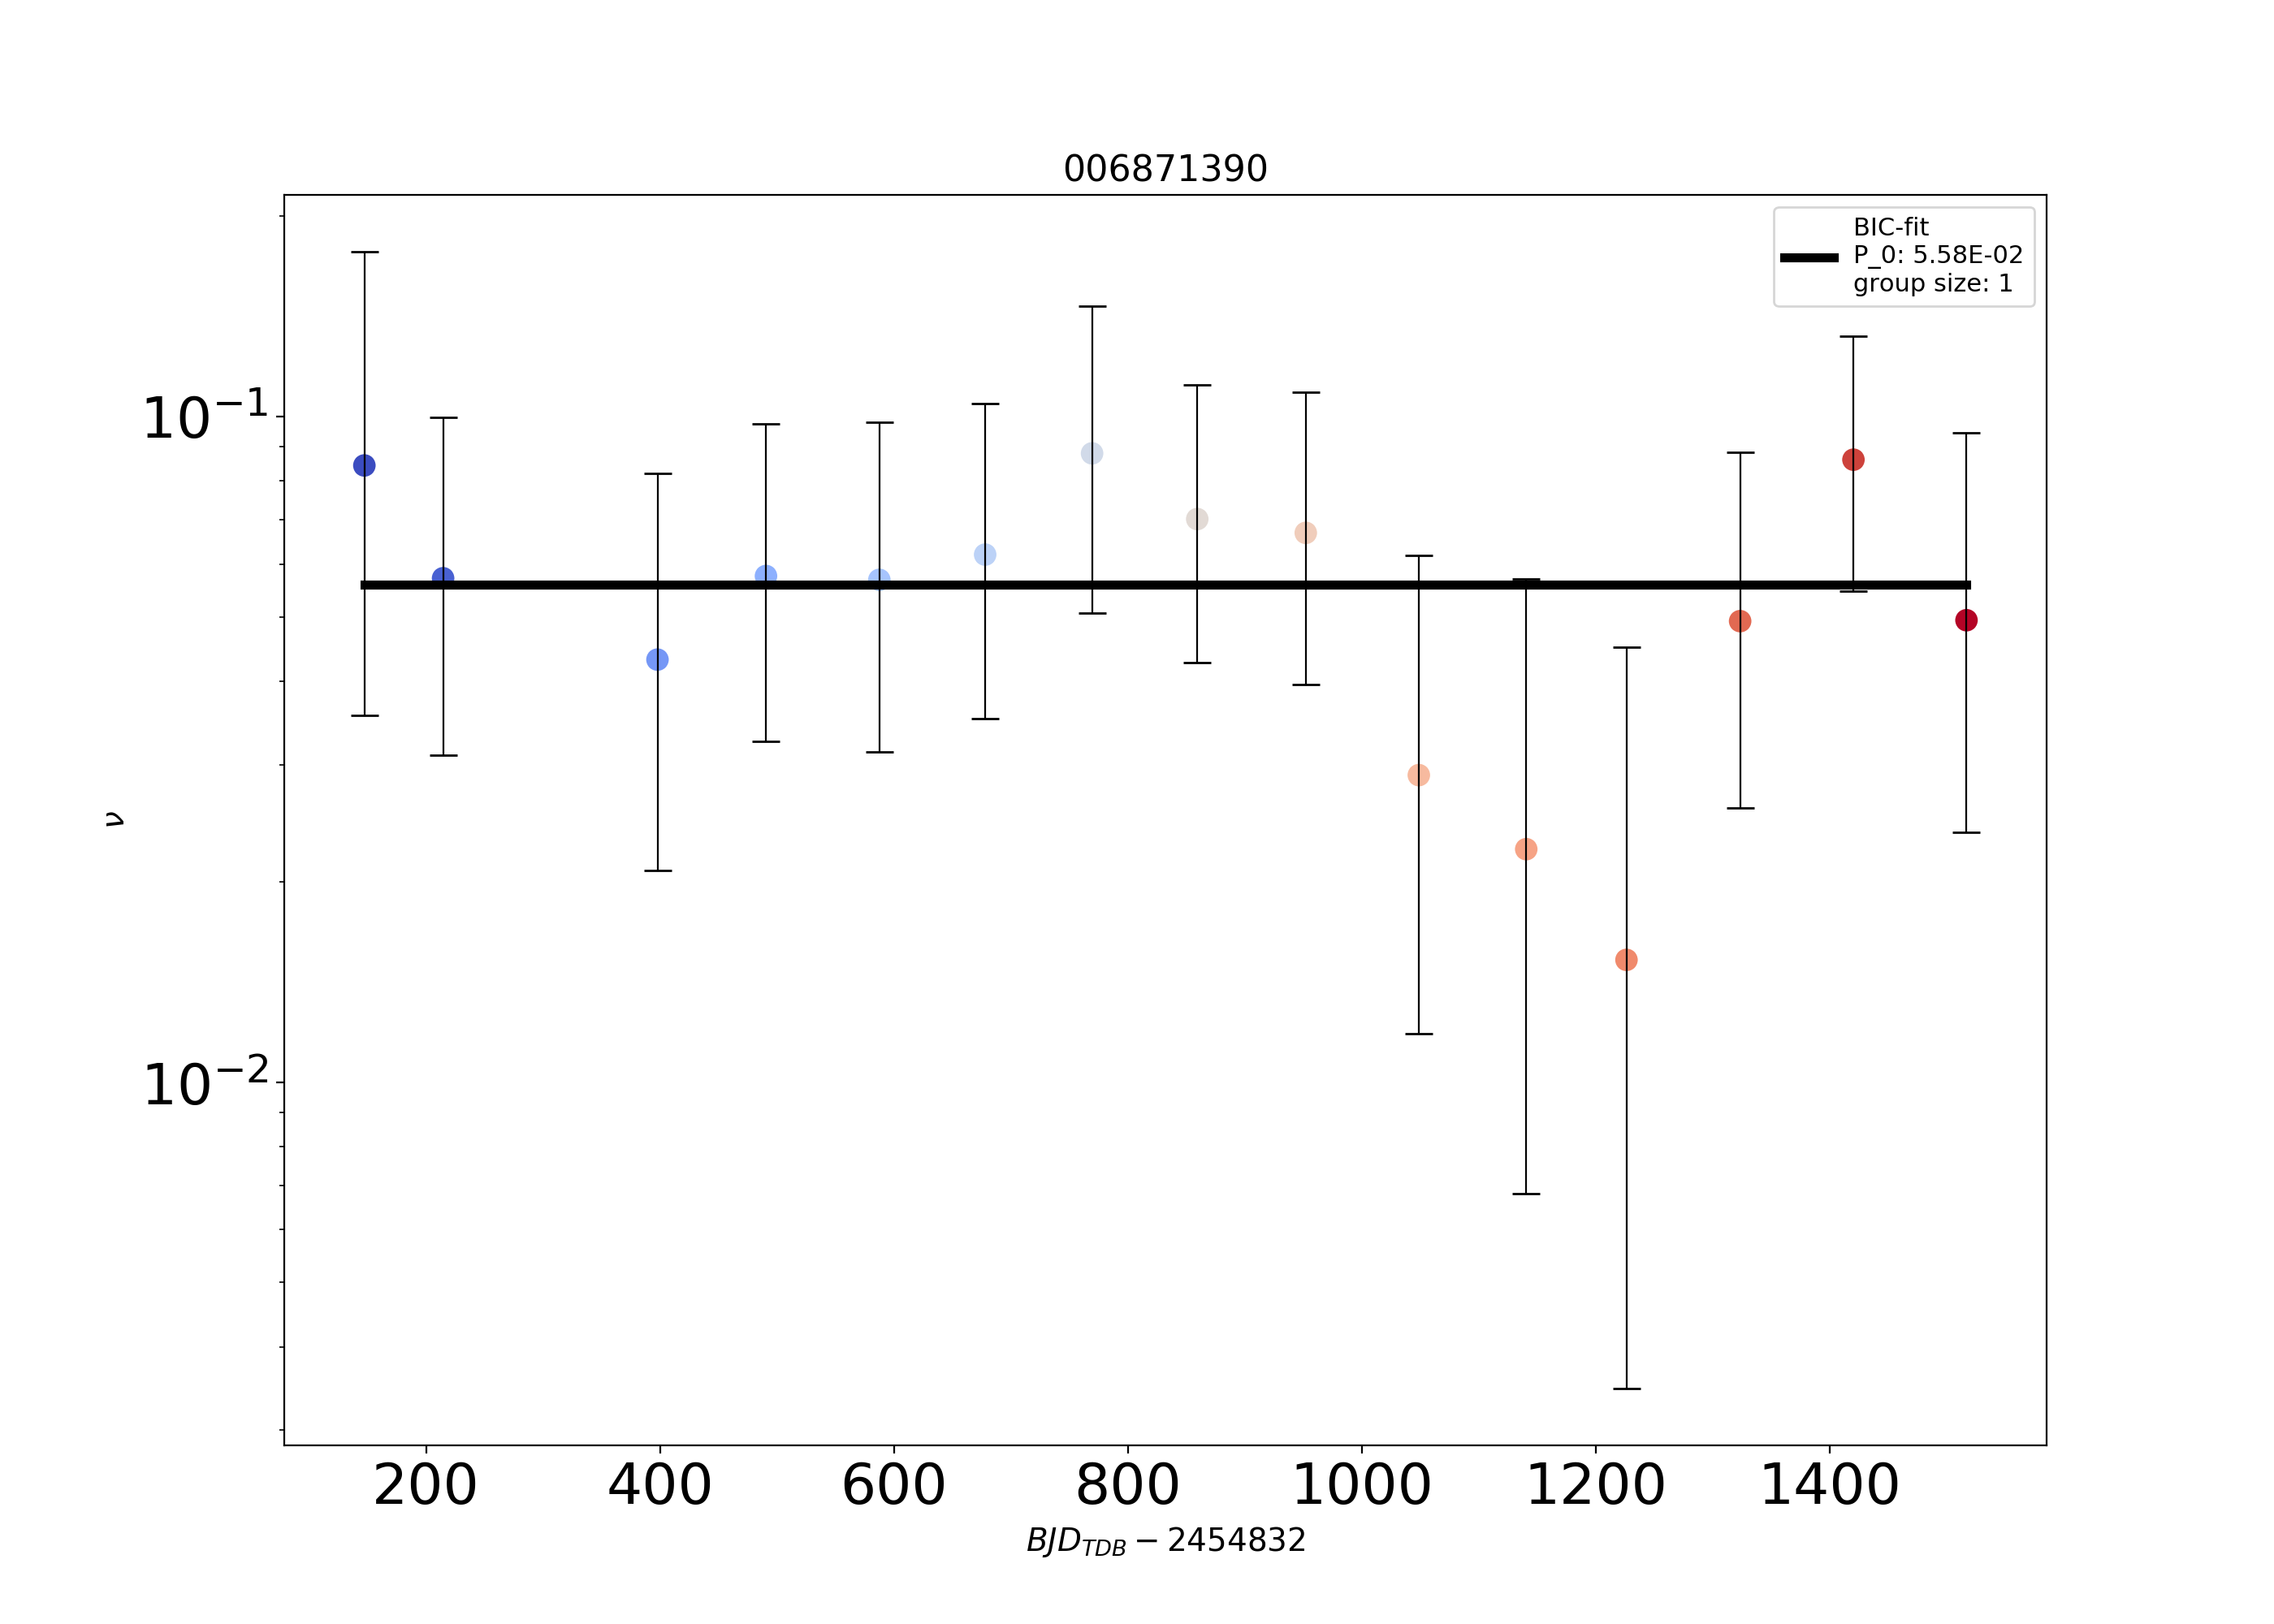 006871390
BIC-fit
P_0: 5.58E-02
group size: 1
10⁻¹
10⁻²
ν
200 400 600 800 1000 1200 1400
BJD_TDB − 2454832